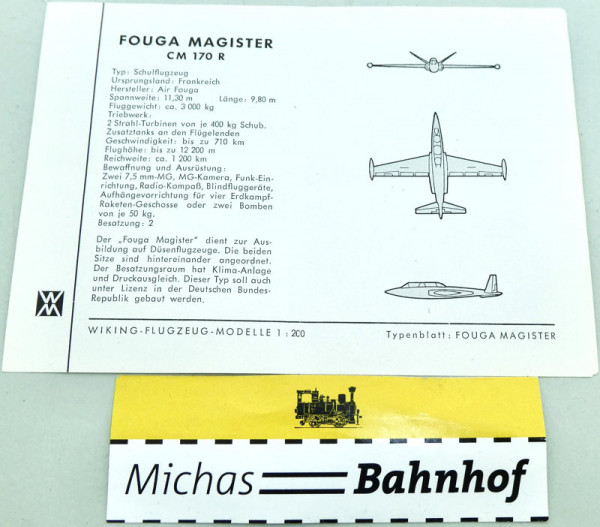 FOUGA MAGISTER
CM 170 R
Typ: Schulflugzeug
Ursprungsland: Frankreich
Hersteller: Air Fouga
Spannweite: 11,30 m Länge: 9,80 m
Fluggewicht: ca. 3 000 kg
Triebwerk:
2 Strahl-Turbinen von je 400 kg Schub.
Zusatztanks an den Flügelenden
Geschwindigkeit: bis zu 710 km
Flughöhe: bis zu 12 200 m
Reichweite: ca. 1 200 km
Bewaffnung und Ausrüstung:
Zwei 7,5 mm-MG, MG-Kamera, Funk-Ein-
richtung, Radio-Kompaß, Blindfluggeräte,
Aufhängevorrichtung für vier Erdkampf-
Raketen-Geschosse oder zwei Bomben
von je 50 kg.
Besatzung: 2
Der „Fouga Magister" dient zur Aus-
bildung auf Düsenflugzeuge. Die beiden
Sitze sind hintereinander angeordnet.
Der Besatzungsraum hat Klima-Anlage
und Druckausgleich. Dieser Typ soll auch
unter Lizenz in der Deutschen Bundes-
Republik gebaut werden.
WM
WIKING-FLUGZEUG-MODELLE 1 : 200
Typenblatt: FOUGA MAGISTER
Michas Bahnhof